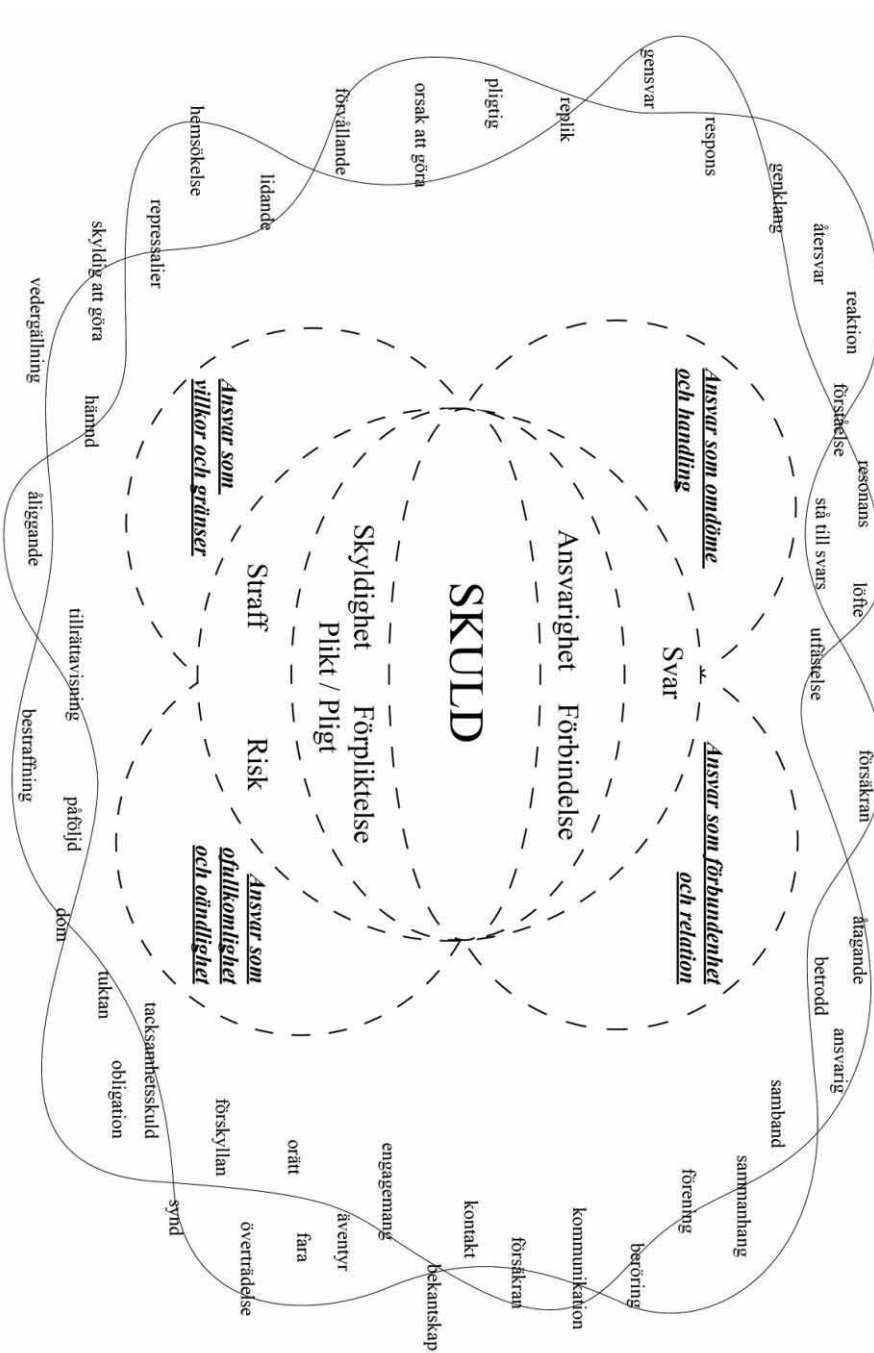 resonans
löfte
försäkran
reaktion
åtagande
förståelse
ansvarig
återsvar
stå till svars
utfästelse
betrodd
genklang
samband
respons
sammanhang
Ansvar som omdöme
och handling
Ansvar som förbundenhet
och relation
förening
Svar
gensvar
beröring
replik
Ansvarighet Förbindelse
kommunikation
försäkran
pligtig
SKULD
kontakt
bekantskap
orsak att göra
engagemang
Skyldighet Förpliktelse
Plikt / Pligt
förvållande
äventyr
fara
orätt
lidande
Straff Risk
överträdelse
Ansvar som
villkor och gränser
Ansvar som
ofullkomlighet
och oändlighet
förskyllan
hemsökelse
synd
repressalier
tacksamhetsskuld
obligation
skyldig att göra
tuktan
hämnd
dom
tillrättavisning
påföljd
vedergällning
åliggande
bestraffning